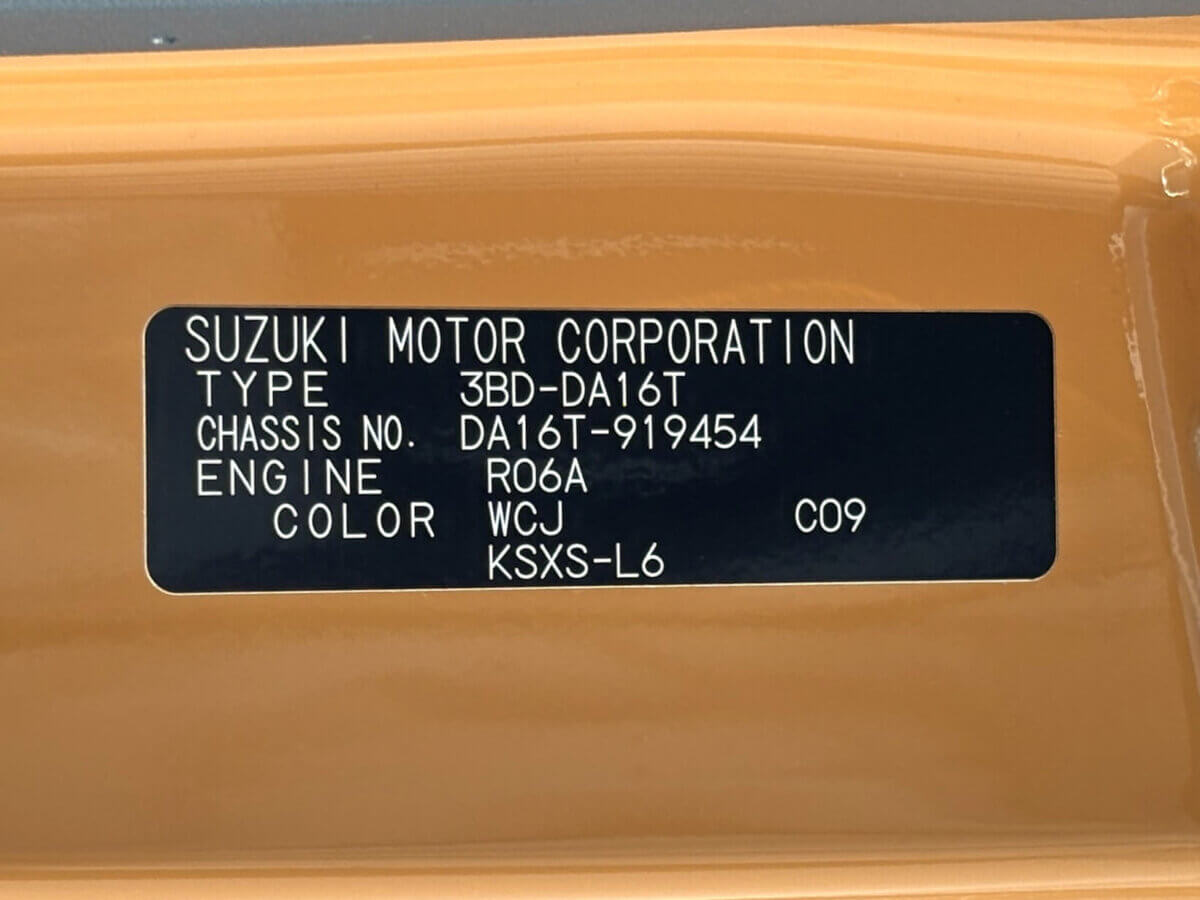 SUZUKI MOTOR CORPORATION
TYPE 3BD-DA16T
CHASSIS NO. DA16T-919454
ENGINE R06A
COLOR WCJ C09
KSXS-L6